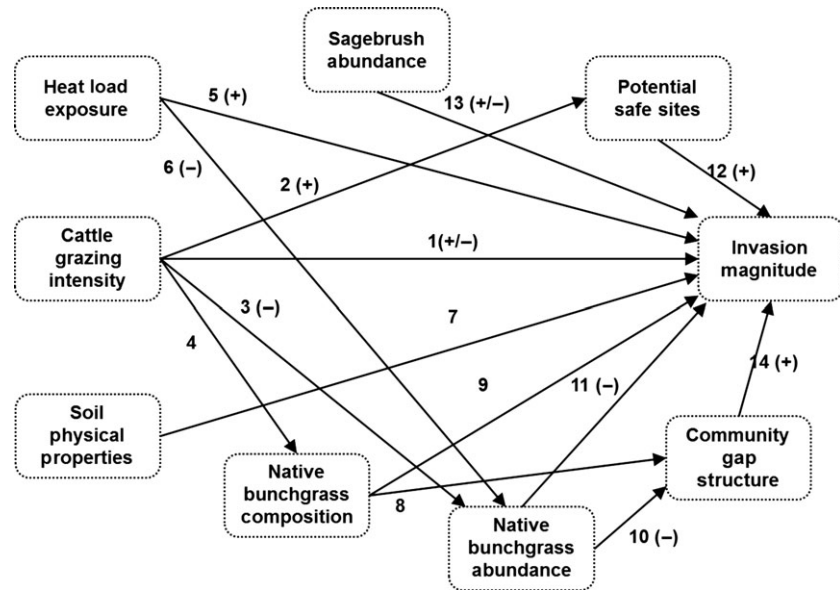 Sagebrush
abundance
Heat load
exposure
5 (+)
13 (+/–)
Potential
safe sites
6 (–)
2 (+)
12 (+)
Cattle
grazing
intensity
1(+/–)
Invasion
magnitude
3 (–)
7
4
9
11 (–)
14 (+)
Soil
physical
properties
Native
bunchgrass
composition
8
Community
gap
structure
Native
bunchgrass
abundance
10 (–)